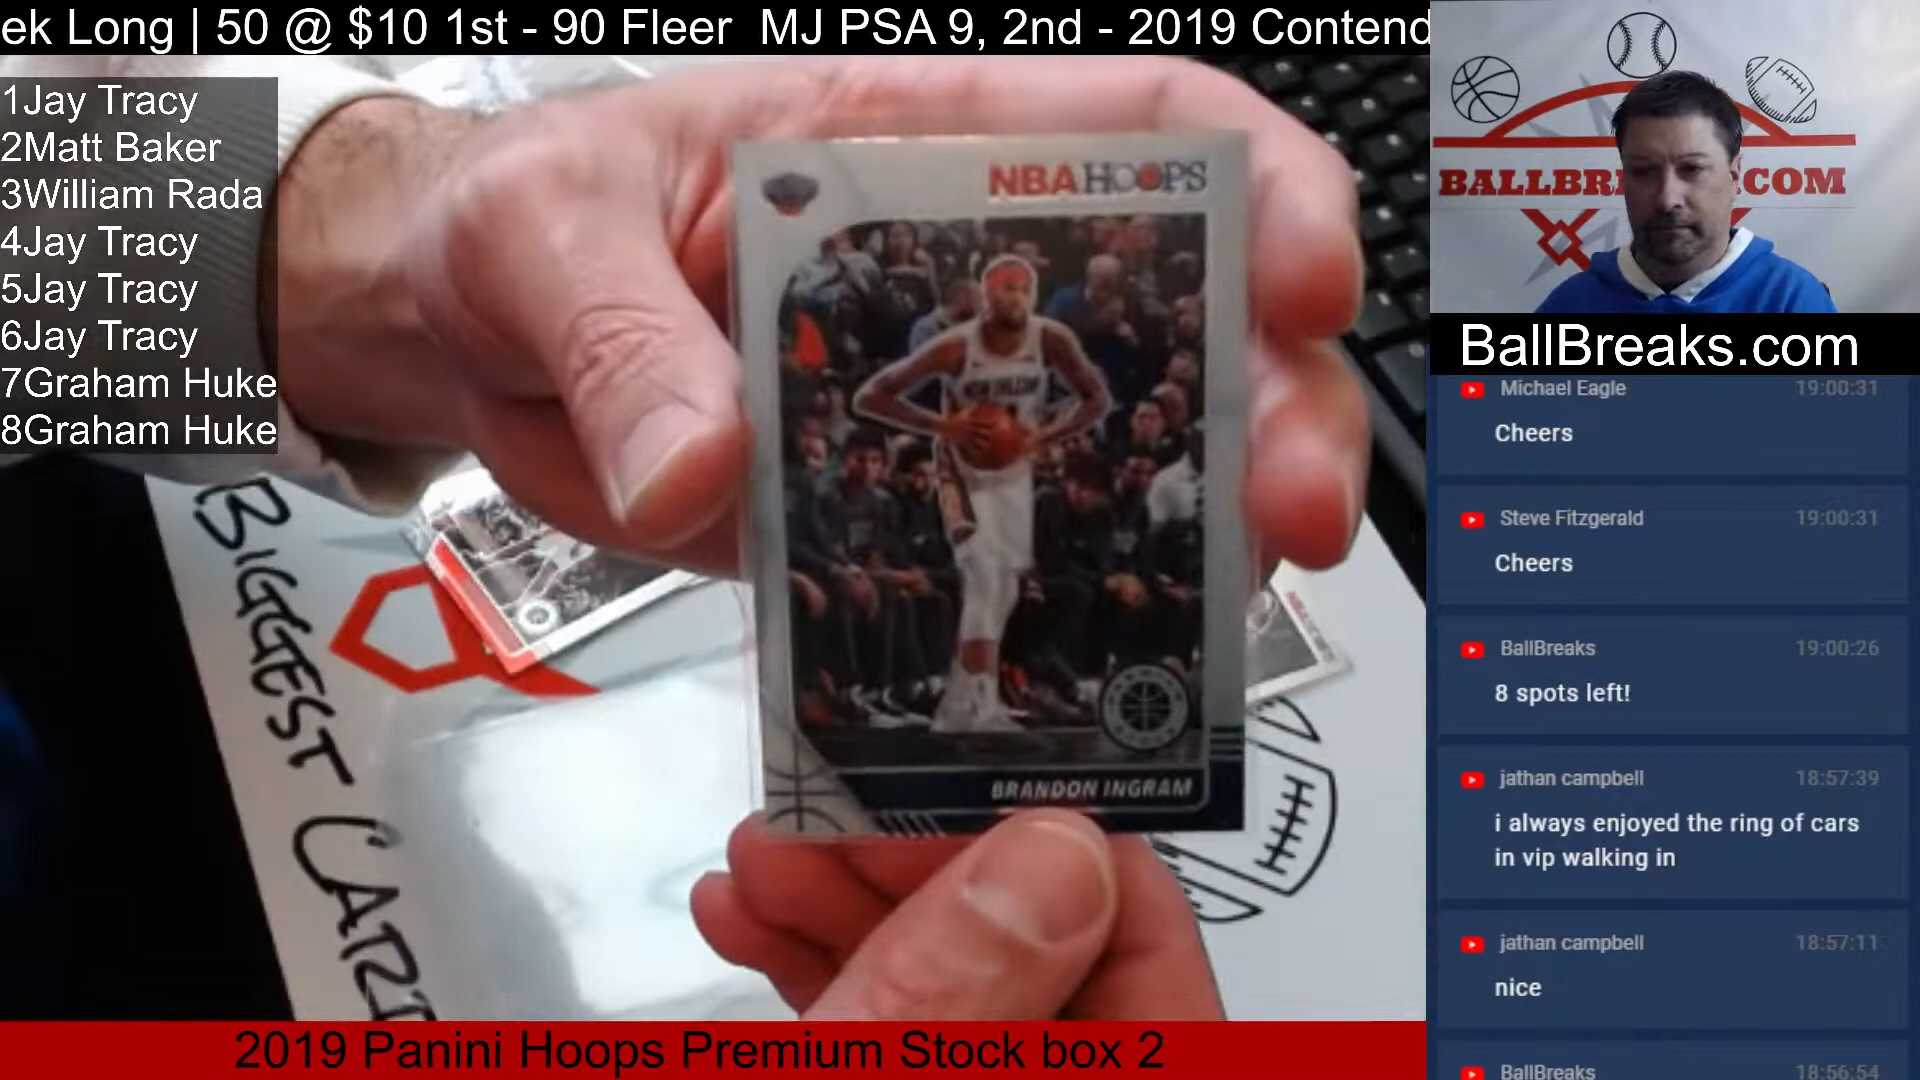 ek Long | 50 @ $10 1st - 90 Fleer MJ PSA 9, 2nd - 2019 Contend
1Jay Tracy
2Matt Baker
3William Rada
4Jay Tracy
5Jay Tracy
6Jay Tracy
7Graham Huke
8Graham Huke
BIGGEST CARD
NBA HOOPS
NEW ORLEANS
BRANDON INGRAM
2019 Panini Hoops Premium Stock box 2
BALLBR .COM
BallBreaks.com
Michael Eagle 19:00:31
Cheers
Steve Fitzgerald 19:00:31
Cheers
BallBreaks 19:00:26
8 spots left!
jathan campbell 18:57:39
i always enjoyed the ring of cars
in vip walking in
jathan campbell 18:57:11
nice
BallBreaks 18:56:54